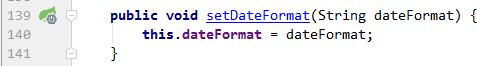 139 public void setDateFormat(String dateFormat) {
140 this.dateFormat = dateFormat;
141 }